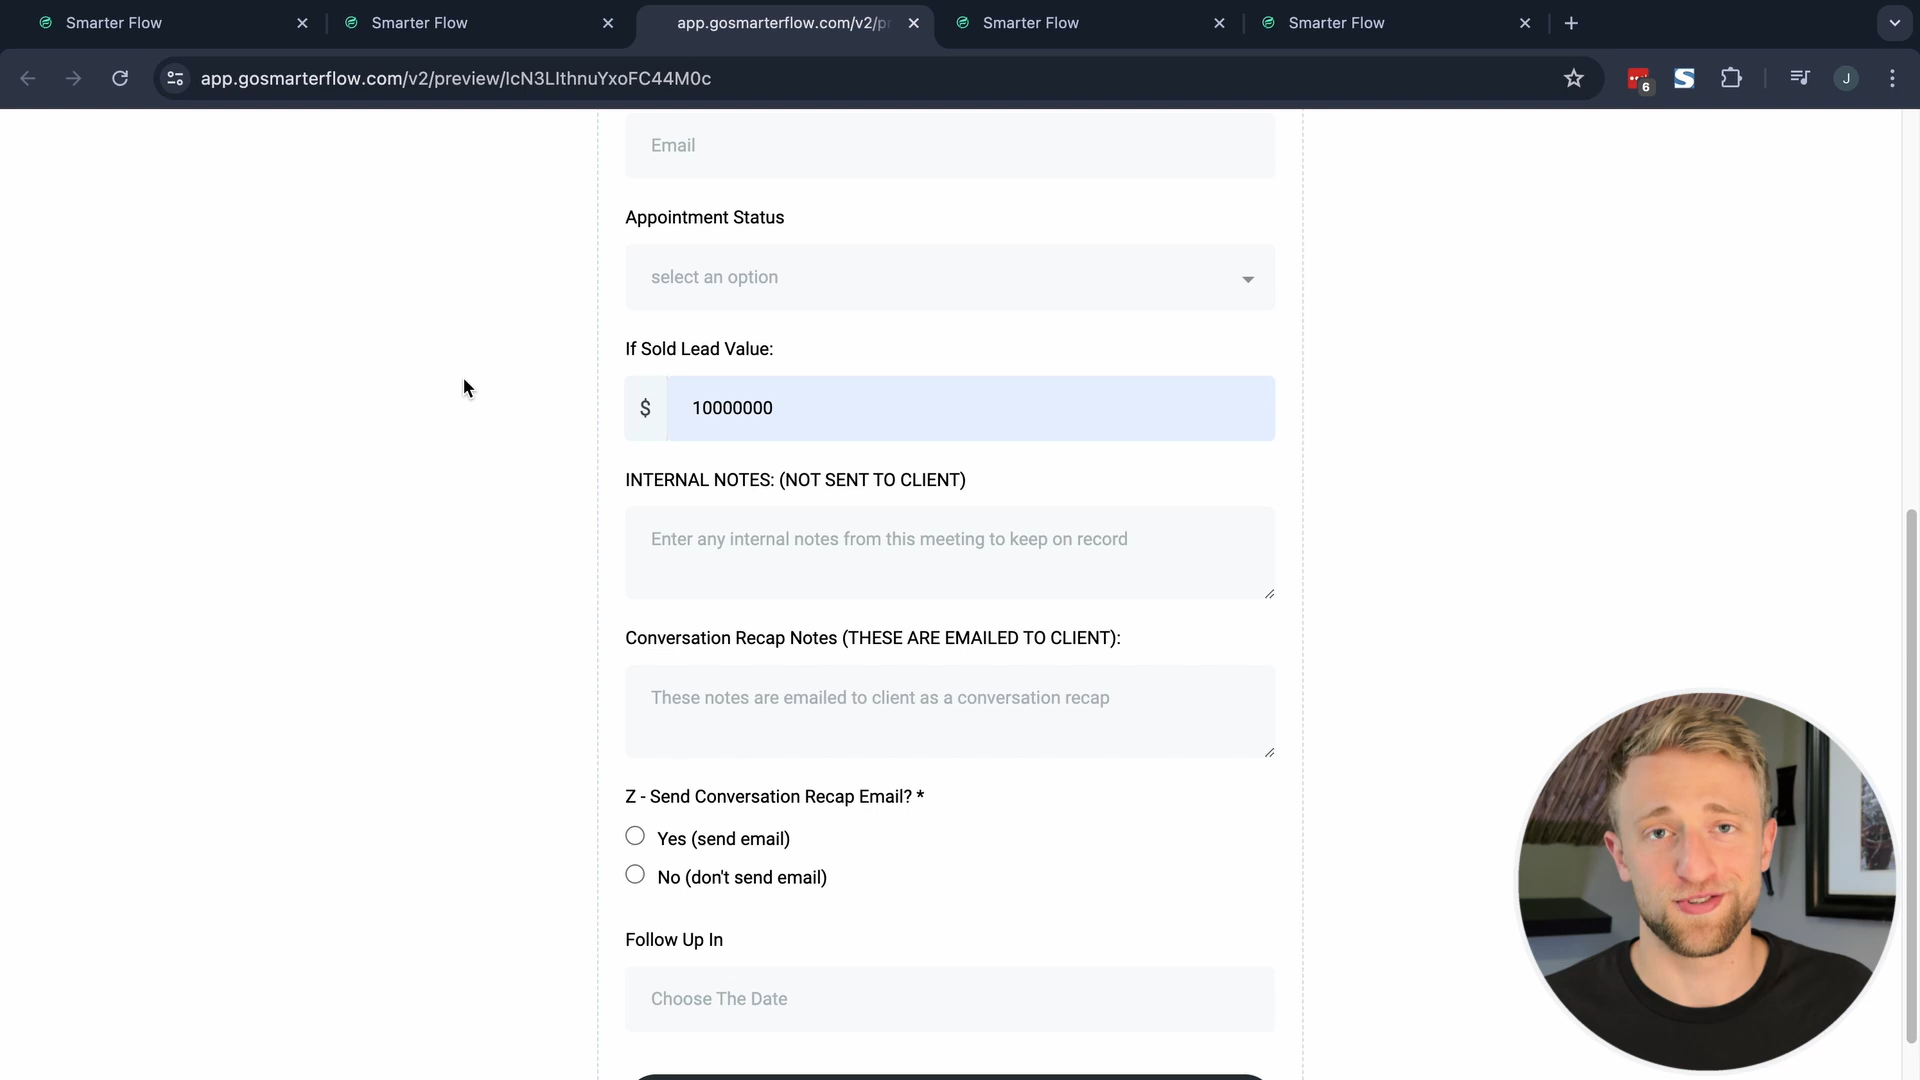 Smarter Flow
Smarter Flow
app.gosmarterflow.com/v2/pr
Smarter Flow
Smarter Flow
app.gosmarterflow.com/v2/preview/IcN3LIthnuYxoFC44M0c
6
S
J
Email
Appointment Status
select an option
If Sold Lead Value:
$ 10000000
INTERNAL NOTES: (NOT SENT TO CLIENT)
Enter any internal notes from this meeting to keep on record
Conversation Recap Notes (THESE ARE EMAILED TO CLIENT):
These notes are emailed to client as a conversation recap
Z - Send Conversation Recap Email? *
Yes (send email)
No (don't send email)
Follow Up In
Choose The Date